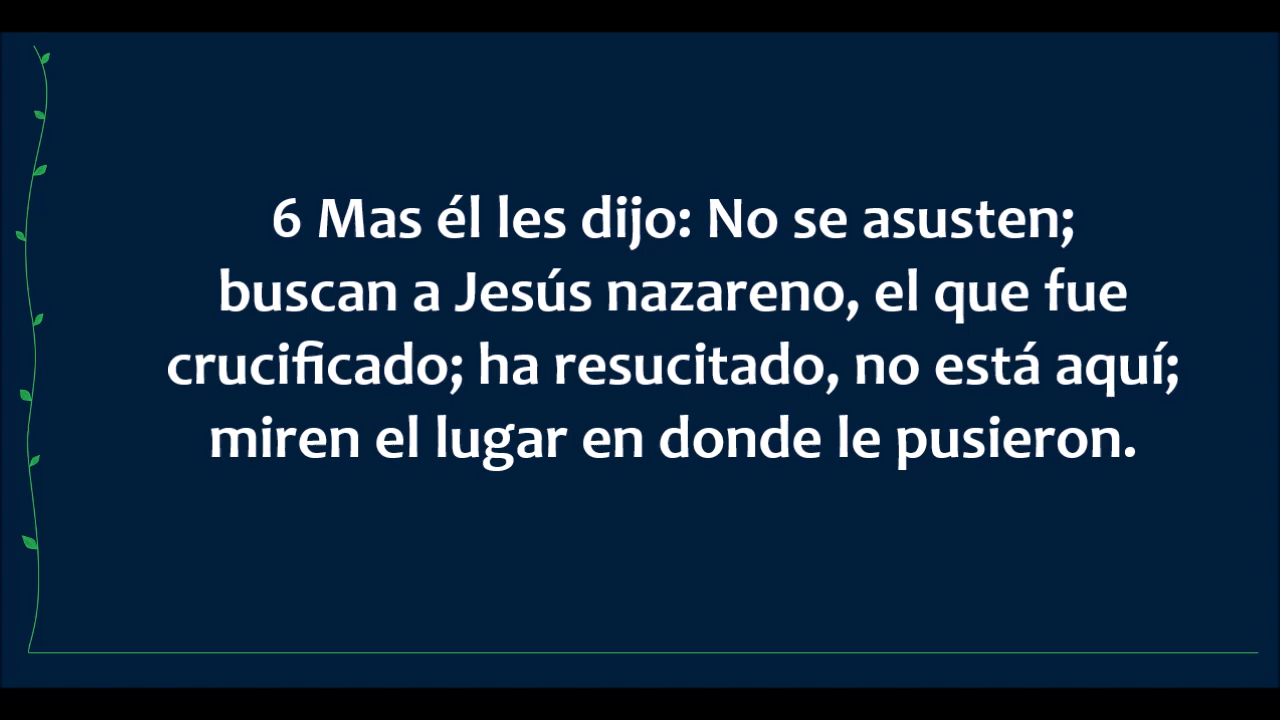 6 Mas él les dijo: No se asusten;
buscan a Jesús nazareno, el que fue
crucificado; ha resucitado, no está aquí;
miren el lugar en donde le pusieron.